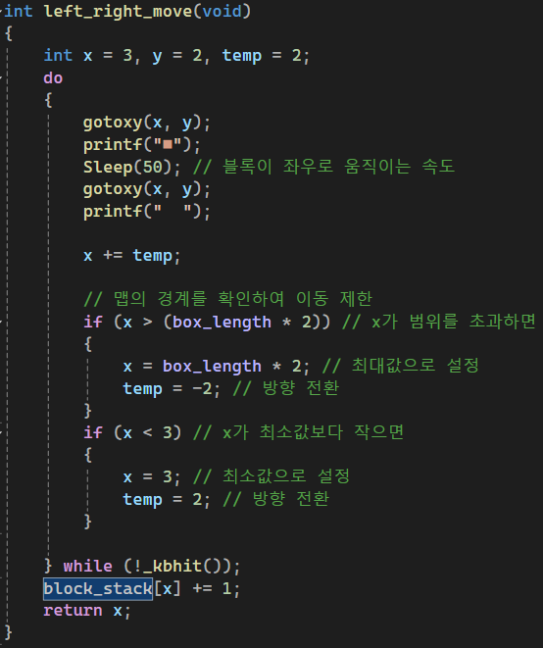 int left_right_move(void)
{
    int x = 3, y = 2, temp = 2;
    do
    {
        gotoxy(x, y);
        printf("■");
        Sleep(50); // 블록이 좌우로 움직이는 속도
        gotoxy(x, y);
        printf("  ");

        x += temp;

        // 맵의 경계를 확인하여 이동 제한
        if (x > (box_length * 2)) // x가 범위를 초과하면
        {
            x = box_length * 2; // 최대값으로 설정
            temp = -2; // 방향 전환
        }
        if (x < 3) // x가 최소값보다 작으면
        {
            x = 3; // 최소값으로 설정
            temp = 2; // 방향 전환
        }

    } while (!_kbhit());
    block_stack[x] += 1;
    return x;
}